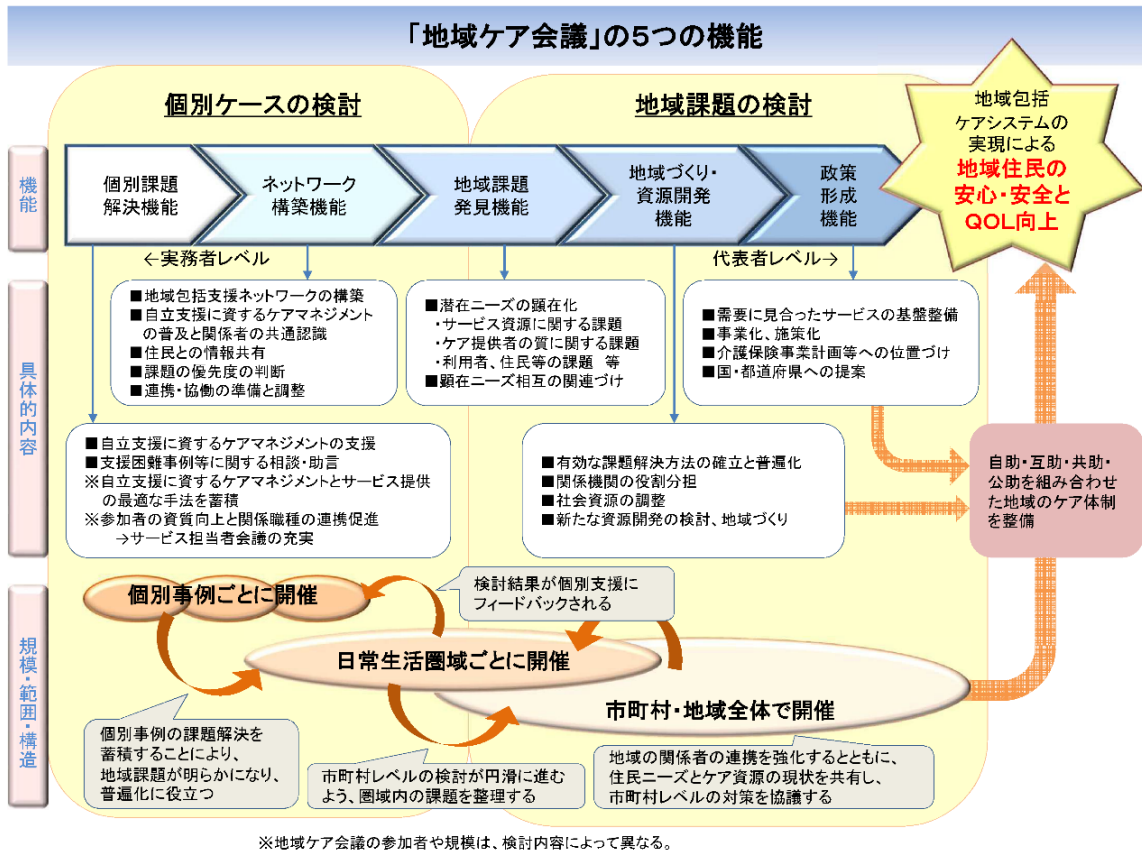 「地域ケア会議」の5つの機能
個別ケースの検討
地域課題の検討
地域包括
ケアシステムの
実現による
地域住民の
安心・安全と
QOL向上
機能
個別課題
解決機能
ネットワーク
構築機能
地域課題
発見機能
地域づくり・
資源開発
機能
政策
形成
機能
←実務者レベル
代表者レベル→
具体的内容
■地域包括支援ネットワークの構築
■自立支援に資するケアマネジメント
の普及と関係者の共通認識
■住民との情報共有
■課題の優先度の判断
■連携・協働の準備と調整
■潜在ニーズの顕在化
・サービス資源に関する課題
・ケア提供者の質に関する課題
・利用者、住民等の課題 等
■顕在ニーズ相互の関連づけ
■需要に見合ったサービスの基盤整備
■事業化、施策化
■介護保険事業計画等への位置づけ
■国・都道府県への提案
■自立支援に資するケアマネジメントの支援
■支援困難事例等に関する相談・助言
※自立支援に資するケアマネジメントとサービス提供
の最適な手法を蓄積
※参加者の資質向上と関係職種の連携促進
→サービス担当者会議の充実
■有効な課題解決方法の確立と普遍化
■関係機関の役割分担
■社会資源の調整
■新たな資源開発の検討、地域づくり
自助・互助・共助・
公助を組み合わせ
た地域のケア体制
を整備
規模・範囲・構造
個別事例ごとに開催
検討結果が個別支援に
フィードバックされる
日常生活圏域ごとに開催
市町村・地域全体で開催
個別事例の課題解決を
蓄積することにより、
地域課題が明らかになり、
普遍化に役立つ
市町村レベルの検討が円滑に進む
よう、圏域内の課題を整理する
地域の関係者の連携を強化するとともに、
住民ニーズとケア資源の現状を共有し、
市町村レベルの対策を協議する
※地域ケア会議の参加者や規模は、検討内容によって異なる。